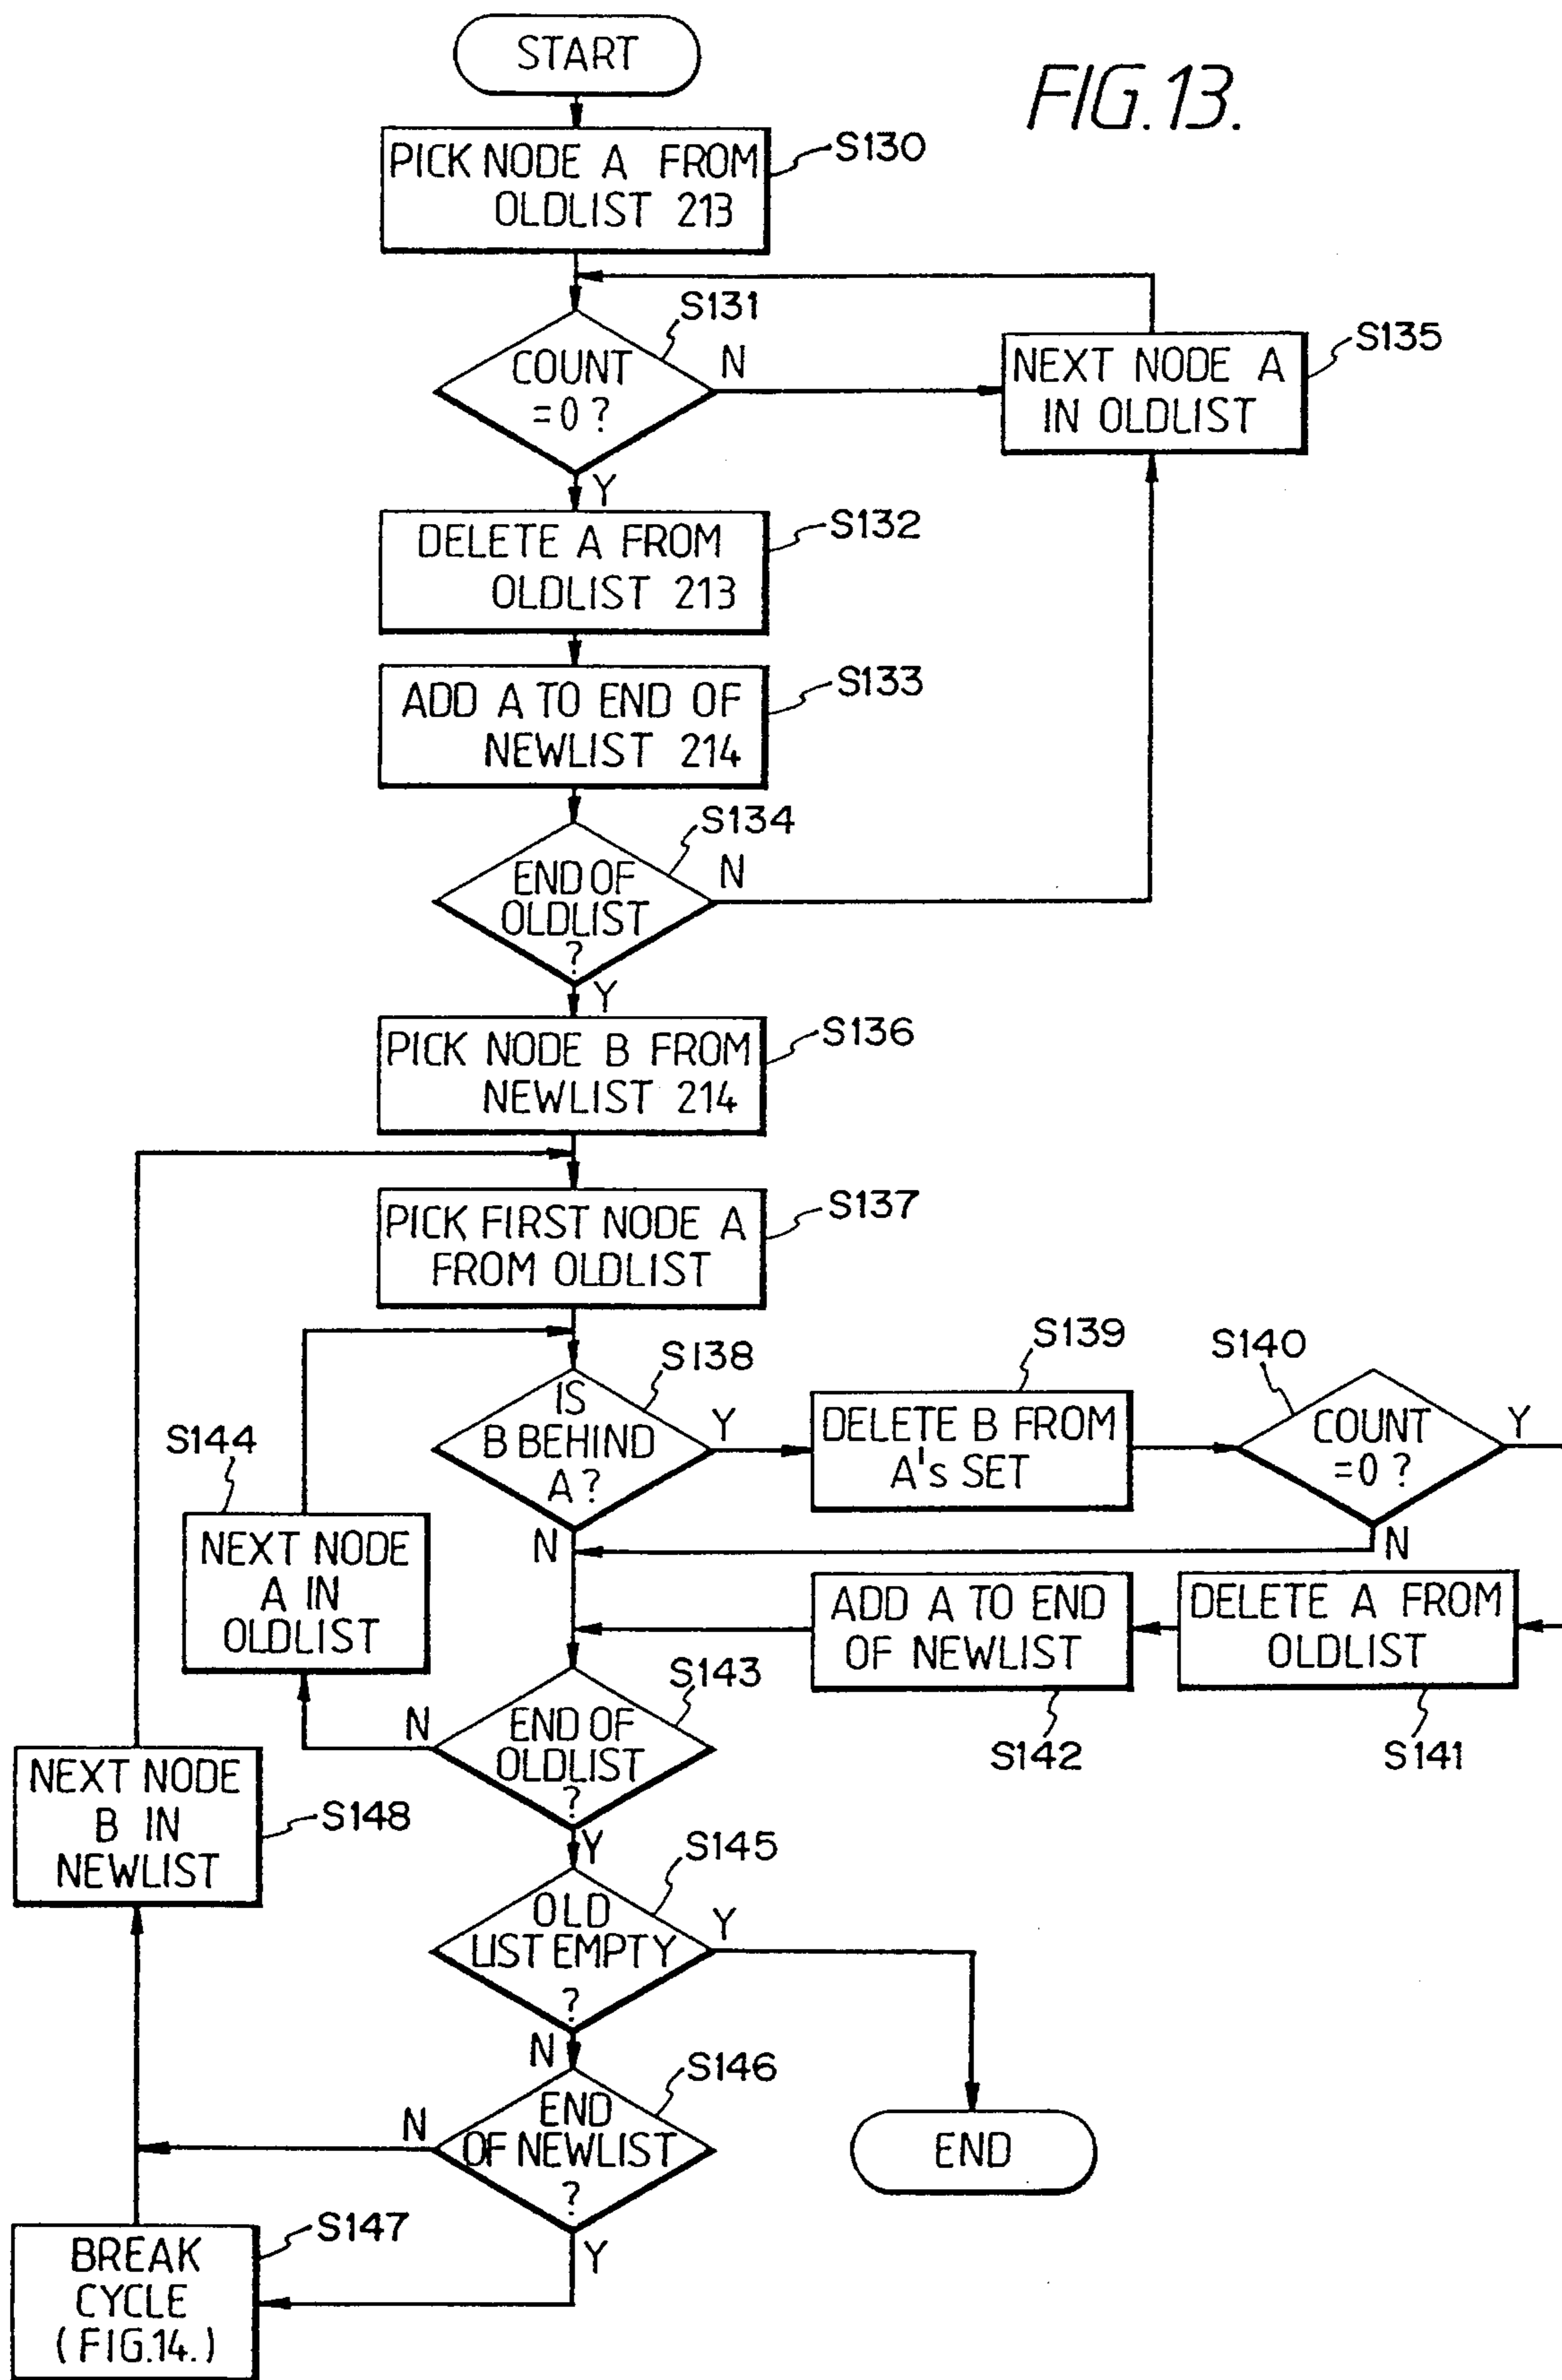 START
FIG.13.
PICK NODE A FROM
OLDLIST 213
S130
S131
COUNT
=0 ?
N
NEXT NODE A
IN OLDLIST
S135
Y
DELETE A FROM
OLDLIST 213
S132
ADD A TO END OF
NEWLIST 214
S133
S134
END OF
OLDLIST
?
N
Y
PICK NODE B FROM
NEWLIST 214
S136
PICK FIRST NODE A
FROM OLDLIST
S137
S138
IS
B BEHIND
A ?
Y
N
S139
DELETE B FROM
A's SET
S140
COUNT
=0 ?
Y
N
S144
NEXT NODE
A IN
OLDLIST
ADD A TO END
OF NEWLIST
S142
DELETE A FROM
OLDLIST
S141
S143
END OF
OLDLIST
?
N
Y
NEXT NODE
B IN
NEWLIST
S148
S145
OLD
LIST EMPTY
?
Y
N
S146
END
OF NEWLIST
?
N
Y
END
S147
BREAK
CYCLE
(FIG.14.)